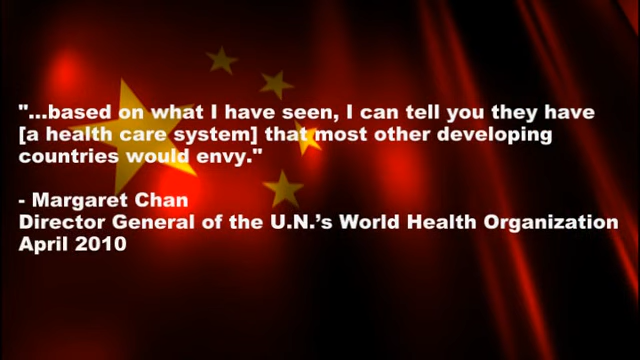 "...based on what I have seen, I can tell you they have
[a health care system] that most other developing
countries would envy."
- Margaret Chan
Director General of the U.N.’s World Health Organization
April 2010